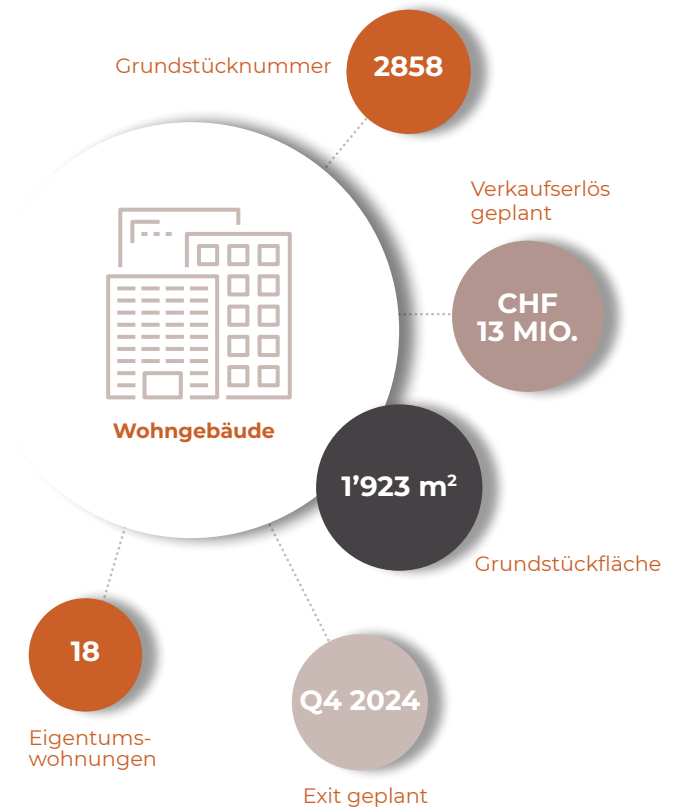 Grundstücknummer
2858
Verkaufserlös
geplant
CHF
13 MIO.
Wohngebäude
1’923 m²
Grundstückfläche
18
Eigentums-
wohnungen
Q4 2024
Exit geplant